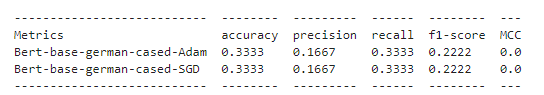 --------------------------  --------  ---------  ------  --------  ---
Metrics                     accuracy  precision  recall  f1-score  MCC
Bert-base-german-cased-Adam  0.3333    0.1667     0.3333  0.2222    0.0
Bert-base-german-cased-SGD   0.3333    0.1667     0.3333  0.2222    0.0
--------------------------  --------  ---------  ------  --------  ---